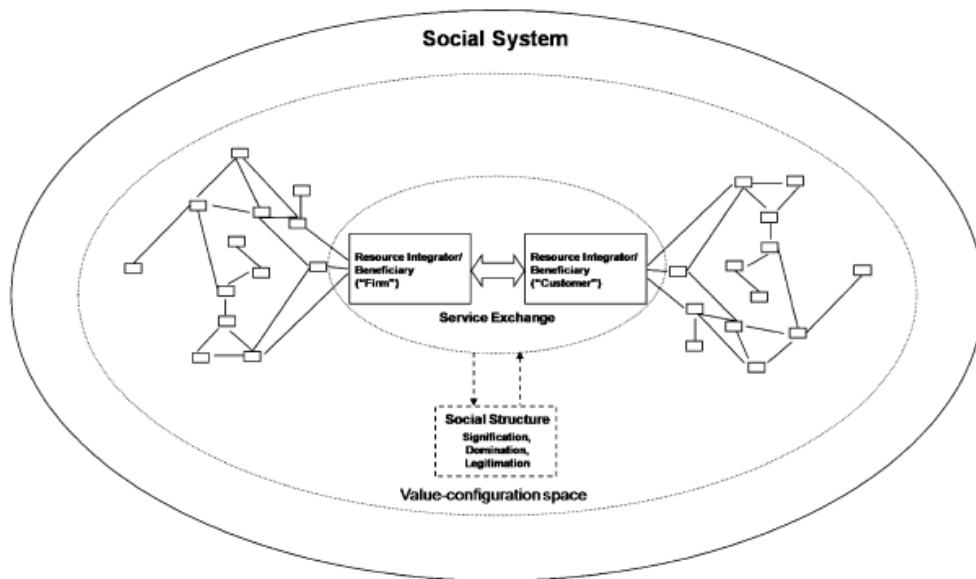 Social System
Resource Integrator/
Beneficiary
("Firm")
Resource Integrator/
Beneficiary
("Customer")
Service Exchange
Social Structure
Signification,
Domination,
Legitimation
Value-configuration space